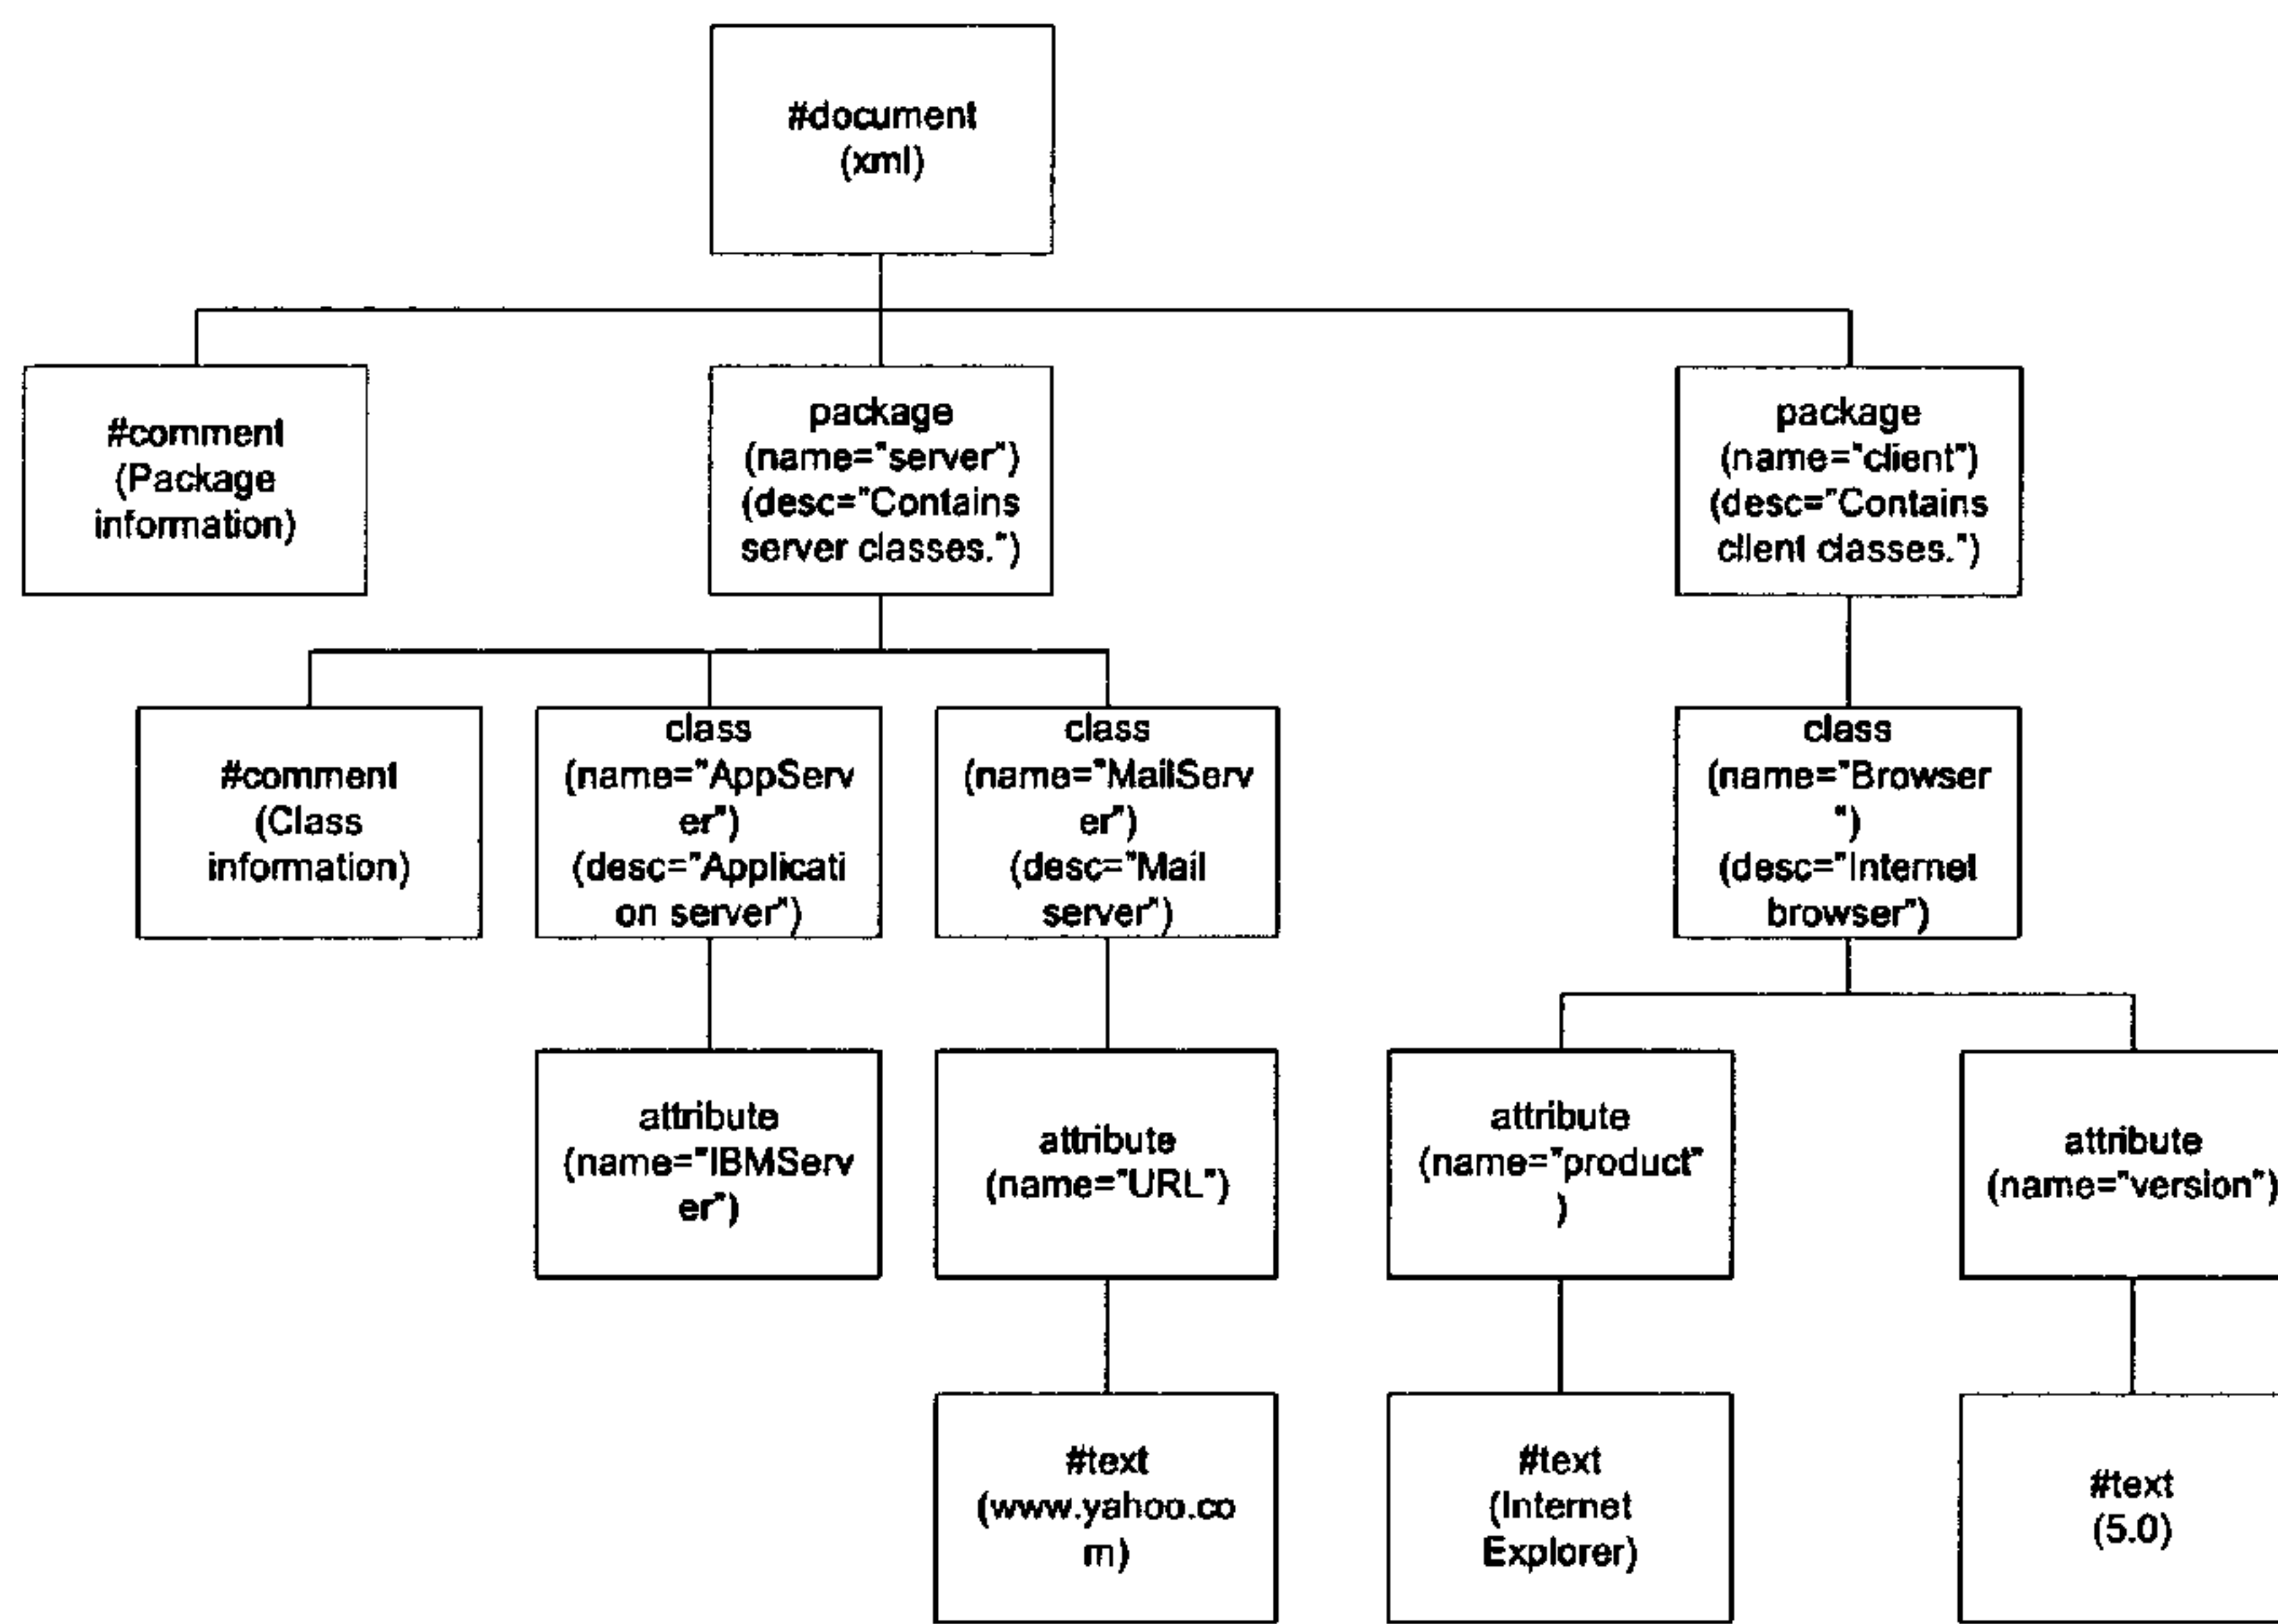 #document
(xml)
#comment
(Package
information)
package
(name="server")
(desc="Contains
server classes.")
package
(name="client")
(desc="Contains
client classes.")
#comment
(Class
information)
class
(name="AppServ
er")
(desc="Applicati
on server")
class
(name="MailServ
er")
(desc="Mail
server")
class
(name="Browser
")
(desc="Internet
browser")
attribute
(name="IBMServ
er")
attribute
(name="URL")
attribute
(name="product"
)
attribute
(name="version")
#text
(www.yahoo.co
m)
#text
(Internet
Explorer)
#text
(5.0)